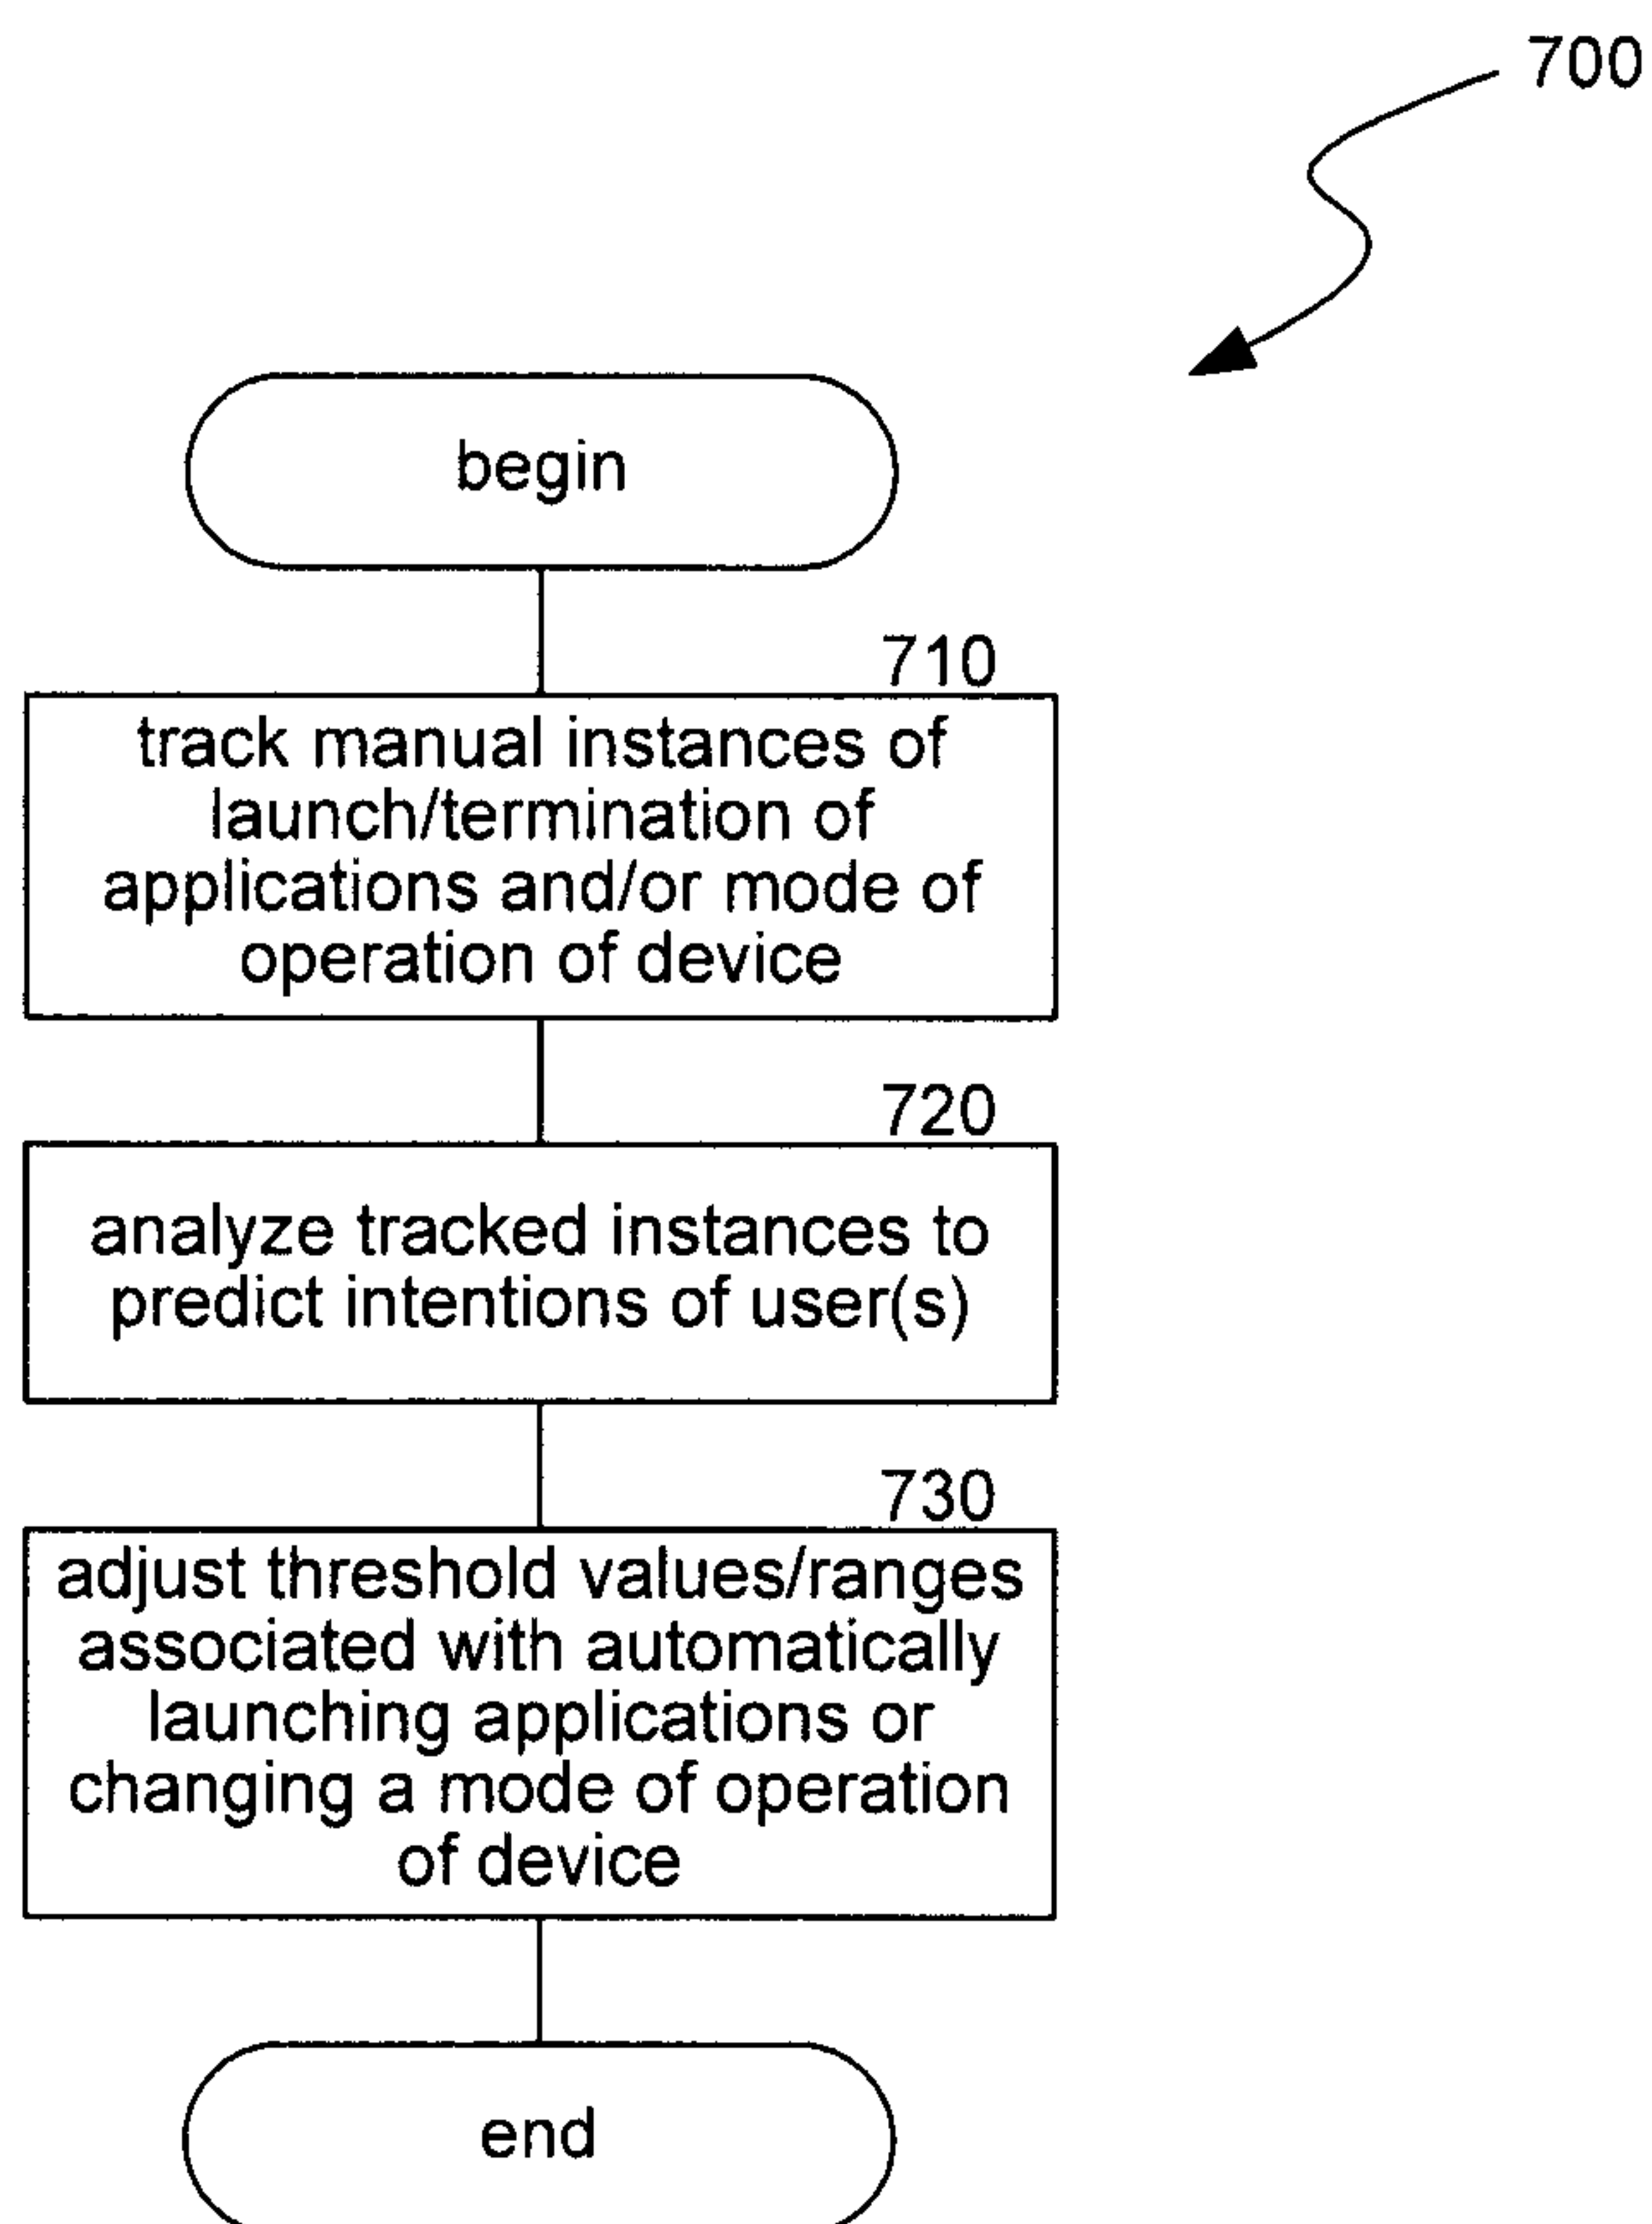 700
begin
710
track manual instances of
launch/termination of
applications and/or mode of
operation of device
720
analyze tracked instances to
predict intentions of user(s)
730
adjust threshold values/ranges
associated with automatically
launching applications or
changing a mode of operation
of device
end